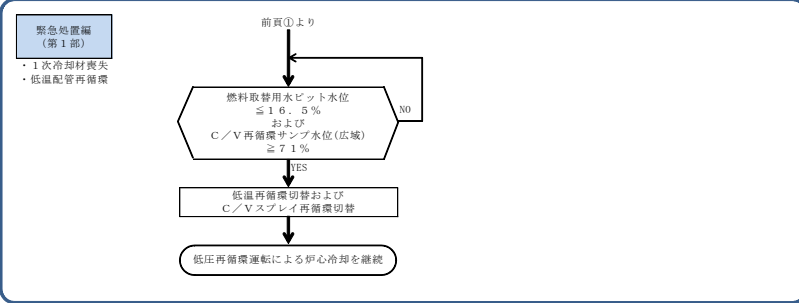 緊急処置編
（第１部）
・１次冷却材喪失
・低温配管再循環
前頁①より
燃料取替用水ピット水位
≦１６．５％
および
Ｃ／Ｖ再循環サンプ水位（広域）
≧７１％
NO
YES
低温再循環切替および
Ｃ／Ｖスプレイ再循環切替
低圧再循環運転による炉心冷却を継続